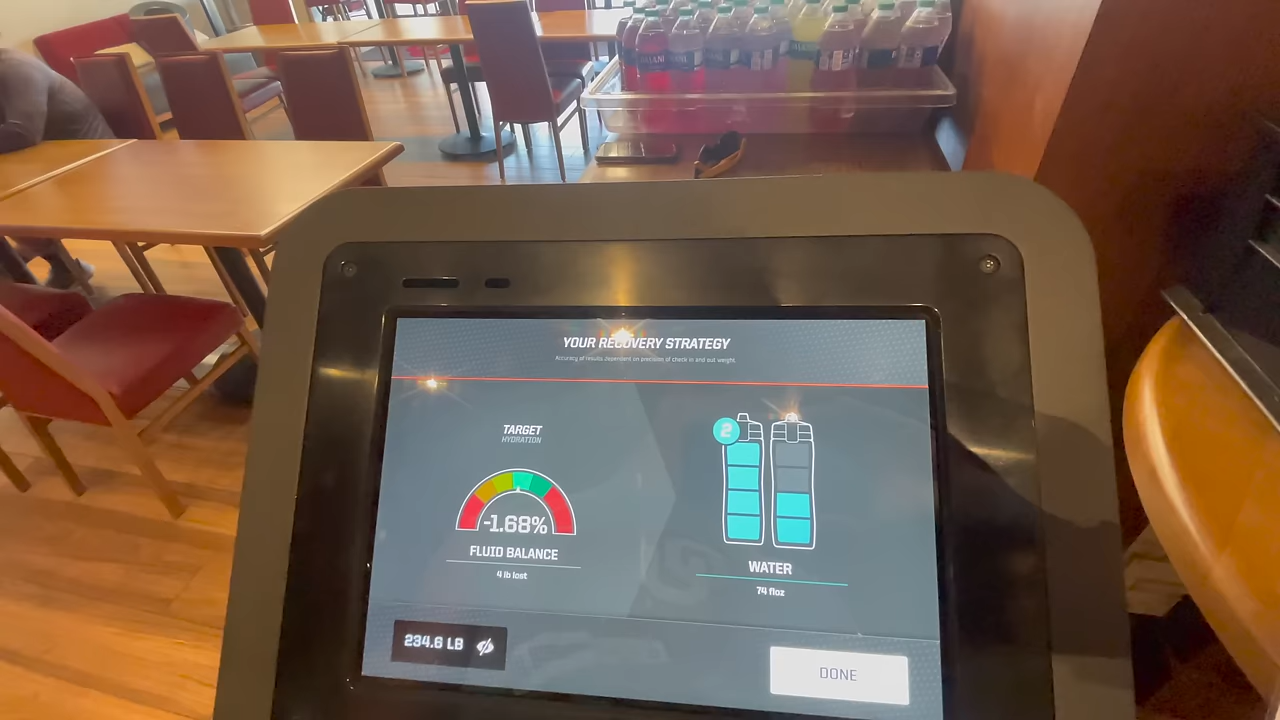 YOUR RECOVERY STRATEGY
Accuracy of results dependent on precision of check in and out weight.
TARGET
HYDRATION
2
-1.68%
FLUID BALANCE
4 lb lost
WATER
74 floz
234.6 LB
DONE